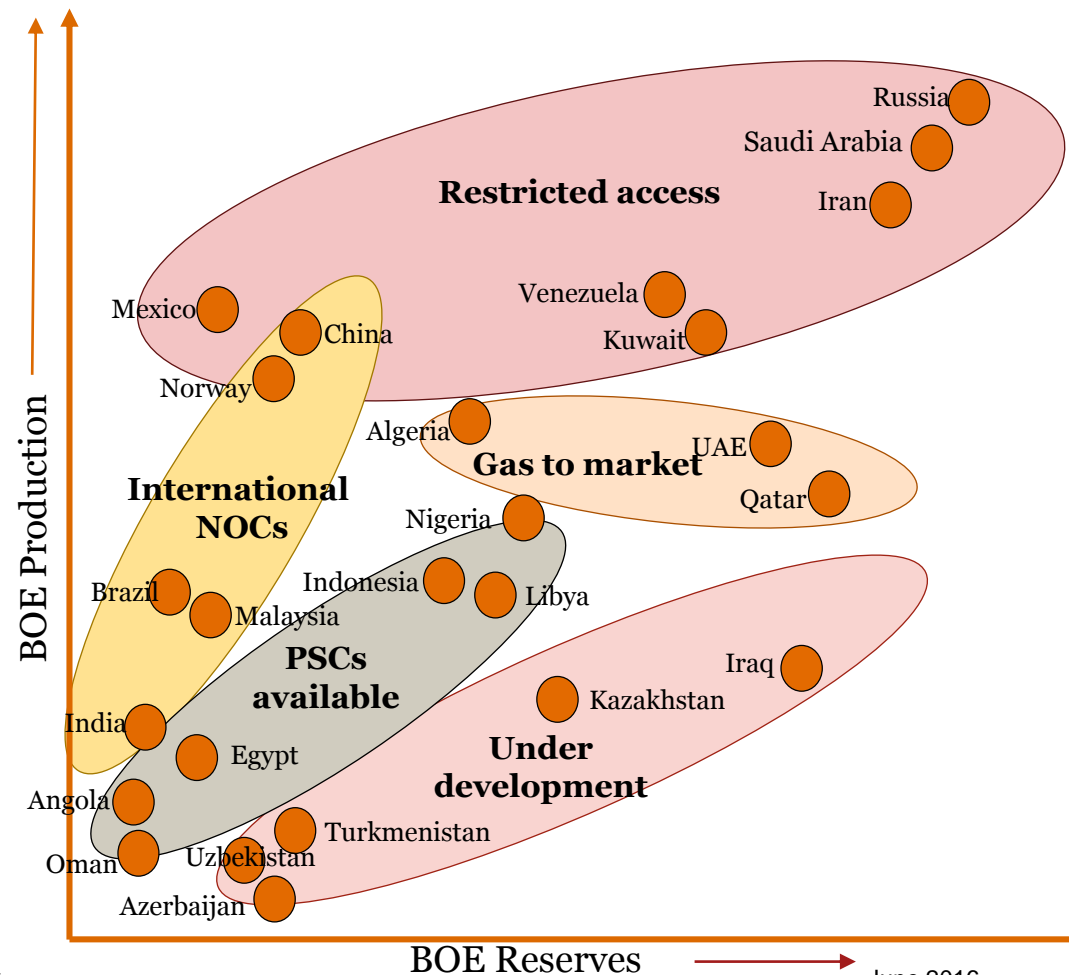 Russia
Saudi Arabia
Restricted access
Iran
Venezuela
Mexico
China
Kuwait
Norway
Algeria
UAE
Gas to market
International
NOCs
Qatar
Nigeria
BOE Production
Indonesia
Libya
Brazil
Malaysia
PSCs
available
Iraq
Kazakhstan
India
Egypt
Under
development
Angola
Turkmenistan
Oman
Uzbekistan
Azerbaijan
BOE Reserves